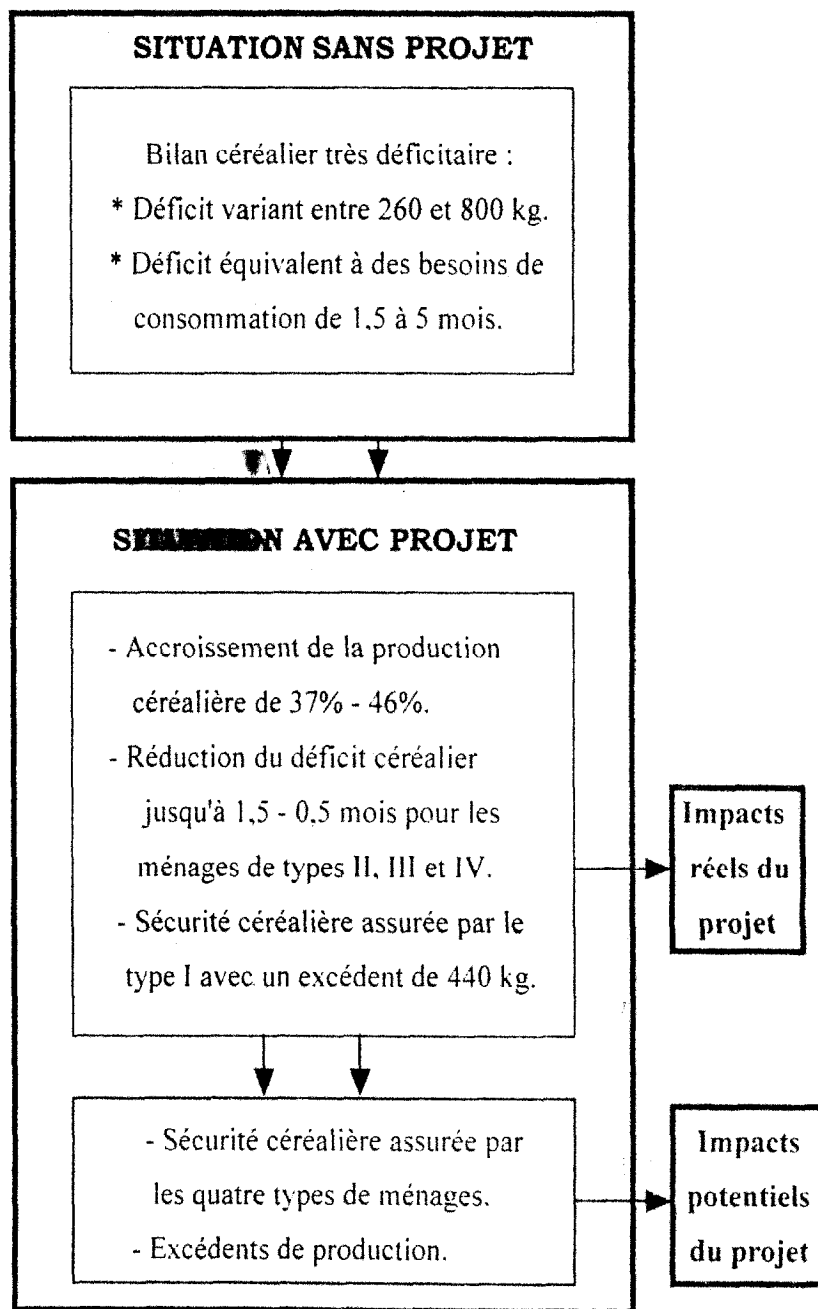 SITUATION SANS PROJET
Bilan céréalier très déficitaire :
* Déficit variant entre 260 et 800 kg.
* Déficit équivalent à des besoins de
consommation de 1,5 à 5 mois.
AVEC PROJET
- Accroissement de la production
céréalière de 37% - 46%.
- Réduction du déficit céréalier
jusqu'à 1,5 - 0,5 mois pour les
ménages de types II, III et IV.
- Sécurité céréalière assurée par le
type I avec un excédent de 440 kg.
Impacts
réels du
projet
- Sécurité céréalière assurée par
les quatre types de ménages.
- Excédents de production.
Impacts
potentiels
du projet